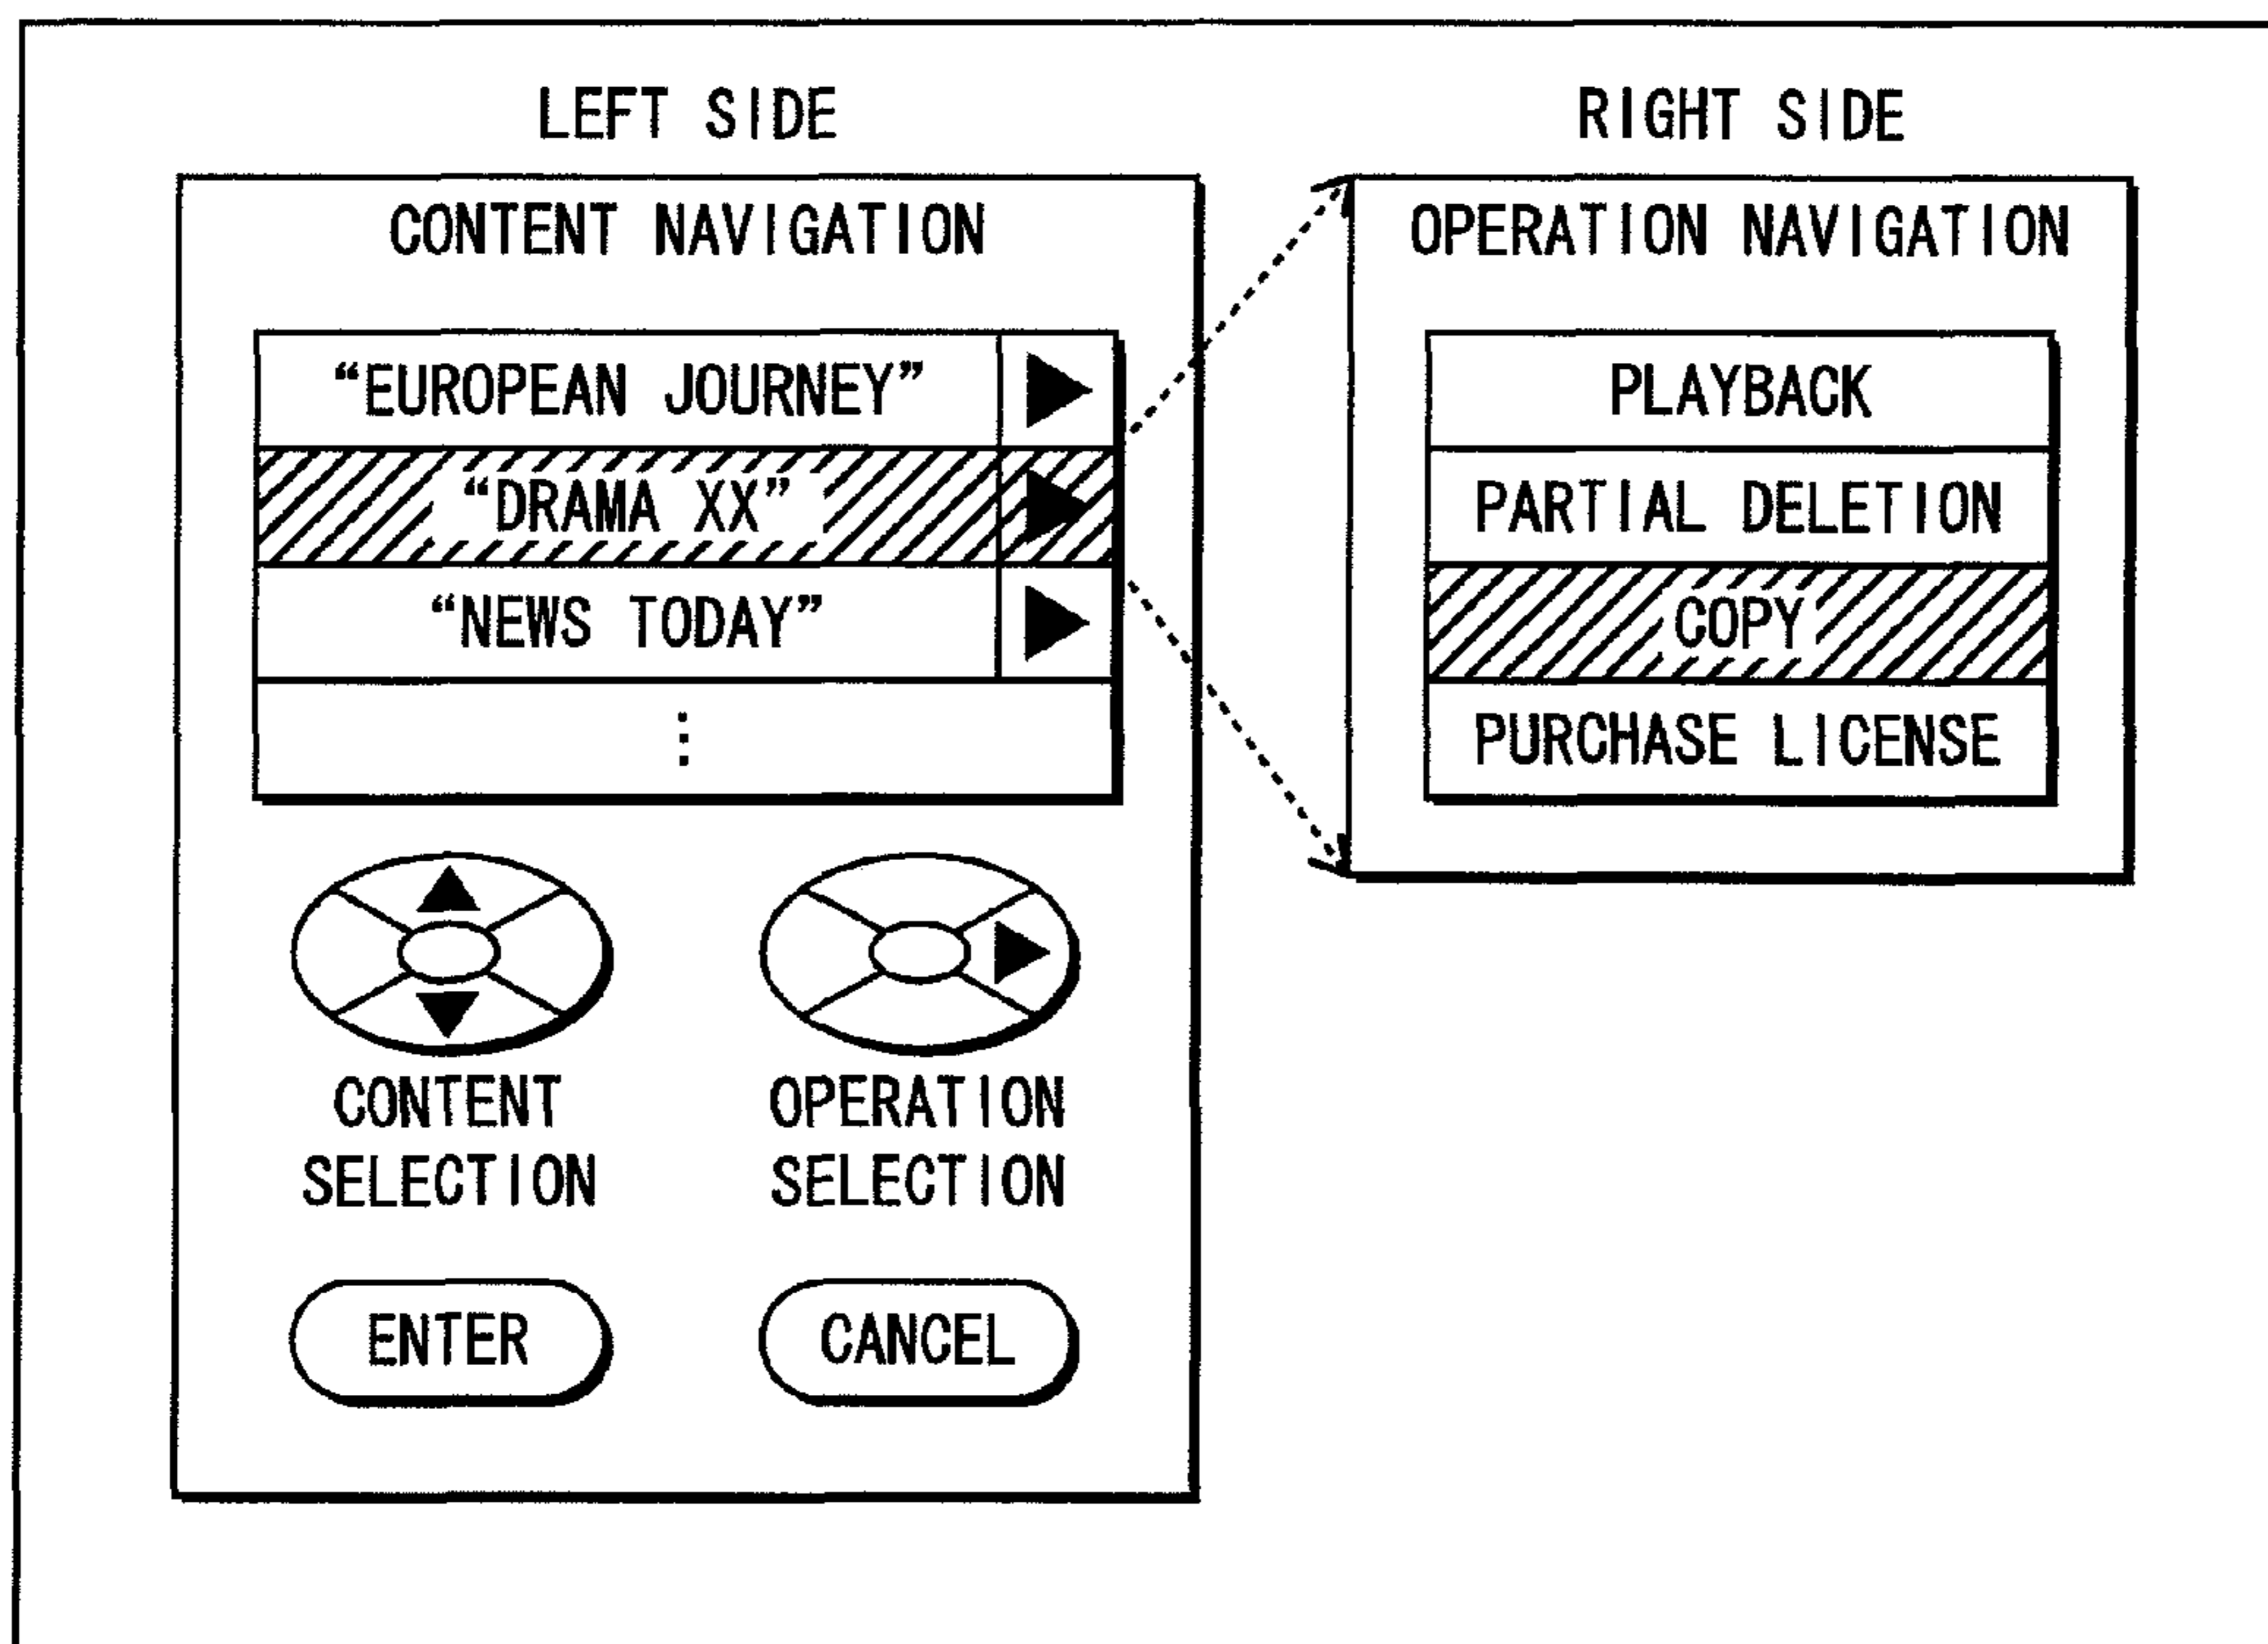 LEFT SIDE
CONTENT NAVIGATION
“EUROPEAN JOURNEY”
“DRAMA XX”
“NEWS TODAY”
⋮
CONTENT
SELECTION
OPERATION
SELECTION
ENTER
CANCEL
RIGHT SIDE
OPERATION NAVIGATION
PLAYBACK
PARTIAL DELETION
COPY
PURCHASE LICENSE